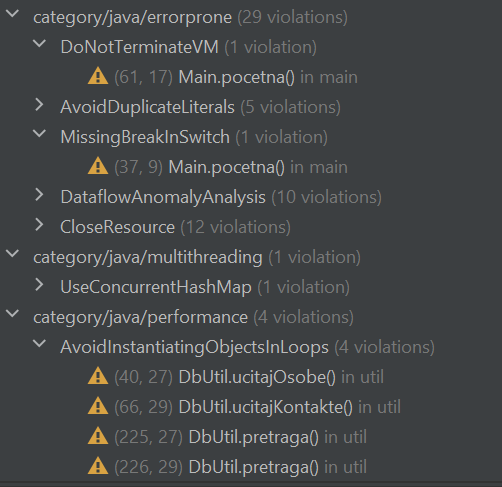 category/java/errorprone (29 violations)
DoNotTerminateVM (1 violation)
(61, 17) Main.pocetna() in main
AvoidDuplicateLiterals (5 violations)
MissingBreakInSwitch (1 violation)
(37, 9) Main.pocetna() in main
DataflowAnomalyAnalysis (10 violations)
CloseResource (12 violations)
category/java/multithreading (1 violation)
UseConcurrentHashMap (1 violation)
category/java/performance (4 violations)
AvoidInstantiatingObjectsInLoops (4 violations)
(40, 27) DbUtil.ucitajOsobe() in util
(66, 29) DbUtil.ucitajKontakte() in util
(225, 27) DbUtil.pretraga() in util
(226, 29) DbUtil.pretraga() in util